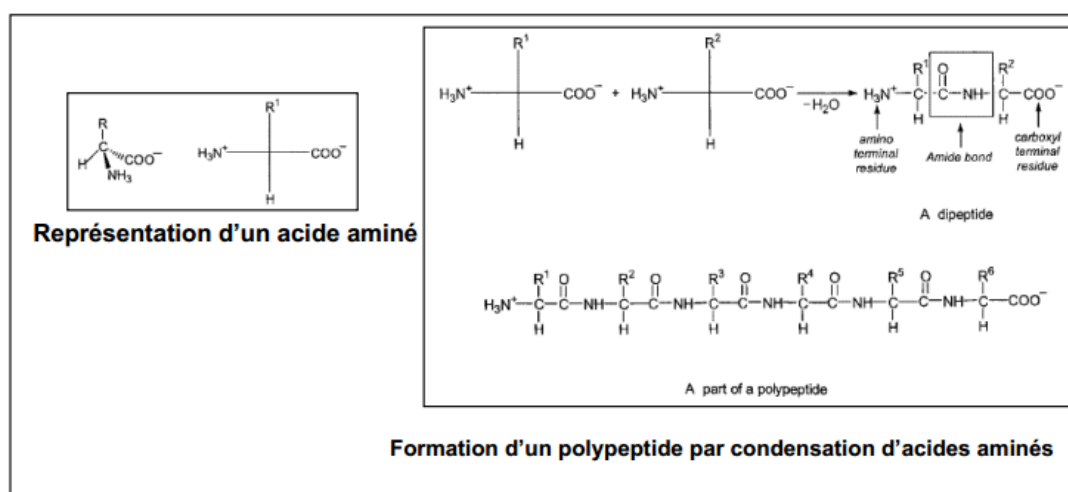 R
H C COO⁻
NH₃
R¹
H₃N⁺ COO⁻
H
Représentation d’un acide aminé
R¹ R² R¹ O R²
H₃N⁺ COO⁻ + H₃N⁺ COO⁻ –H₂O H₃N⁺ C C NH C COO⁻
H H H H
amino terminal residue
Amide bond
carboxyl terminal residue
A dipeptide
R¹ O R² O R³ O R⁴ O R⁵ O R⁶
H₃N⁺ C C NH C C NH C C NH C C NH C C NH C COO⁻
H H H H H H
A part of a polypeptide
Formation d’un polypeptide par condensation d’acides aminés